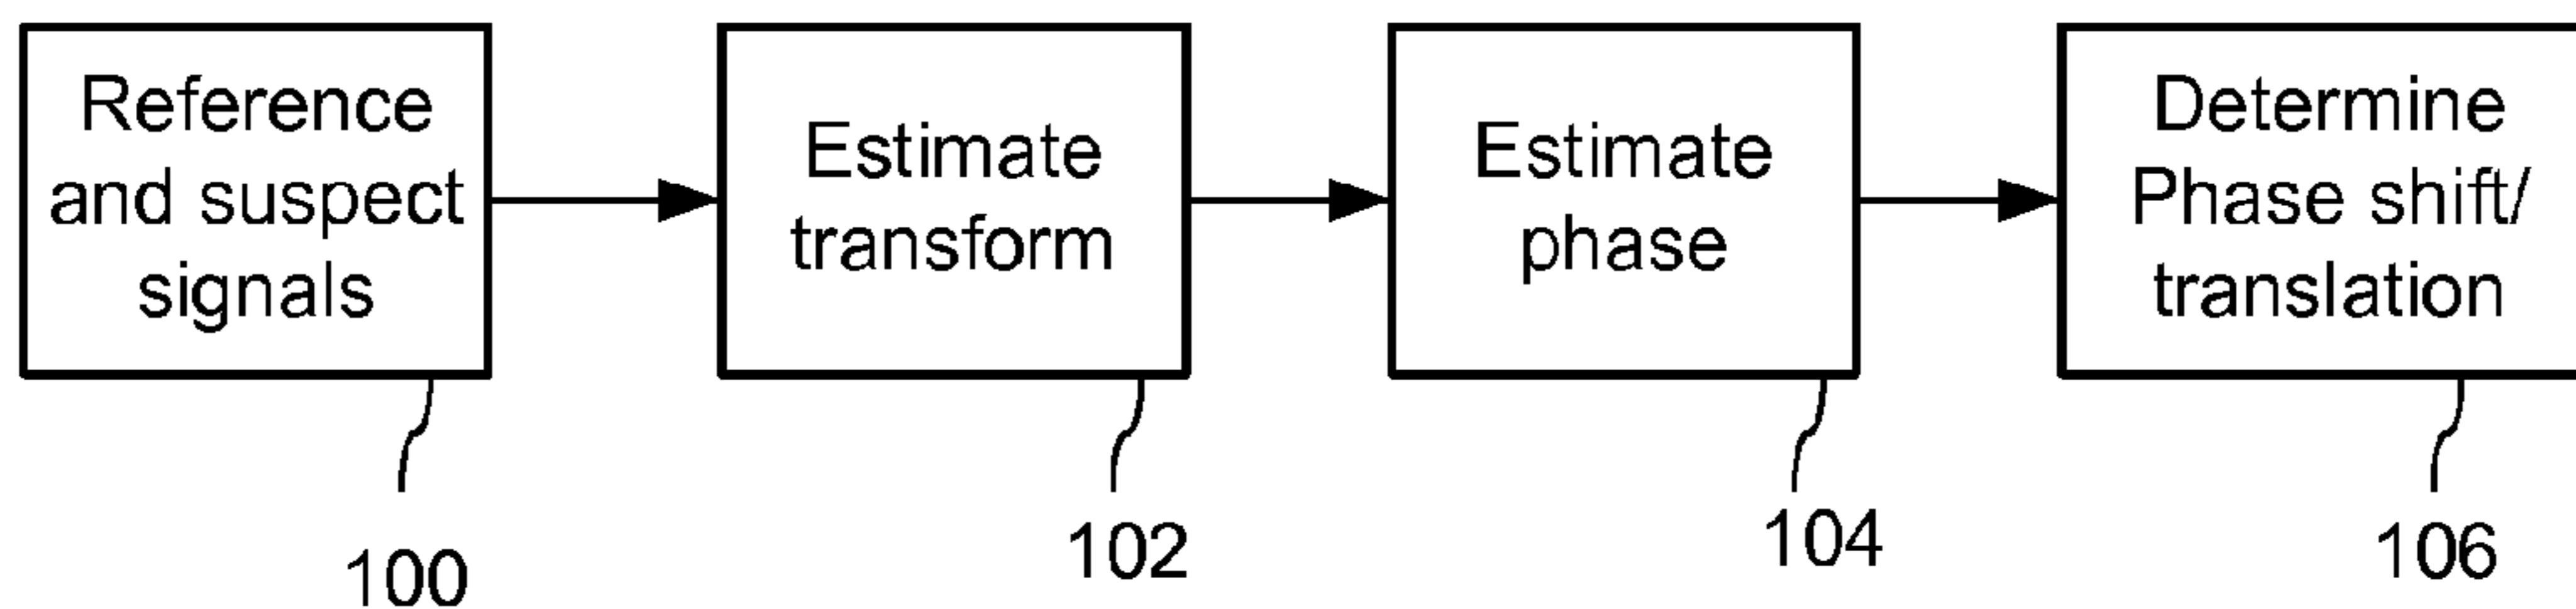 Reference
and suspect
signals
Estimate
transform
Estimate
phase
Determine
Phase shift/
translation
100
102
104
106